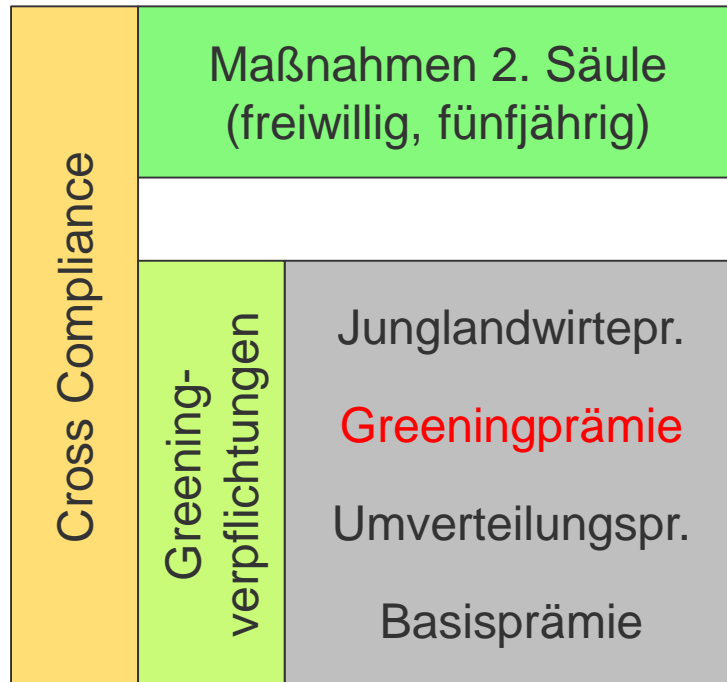 Maßnahmen 2. Säule
(freiwillig, fünfjährig)
Cross Compliance
Greening-
verpflichtungen
Junglandwirtepr.
Greeningprämie
Umverteilungspr.
Basisprämie